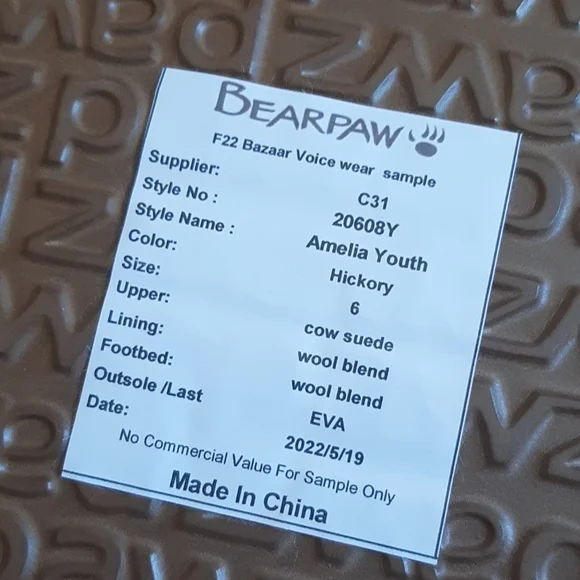 BEARPAW
F22 Bazaar Voice wear sample
Supplier: C31
Style No : 20608Y
Style Name : Amelia Youth
Color: Hickory
Size: 6
Upper: cow suede
Lining: wool blend
Footbed: wool blend
Outsole /Last EVA
Date: 2022/5/19
No Commercial Value For Sample Only
Made In China